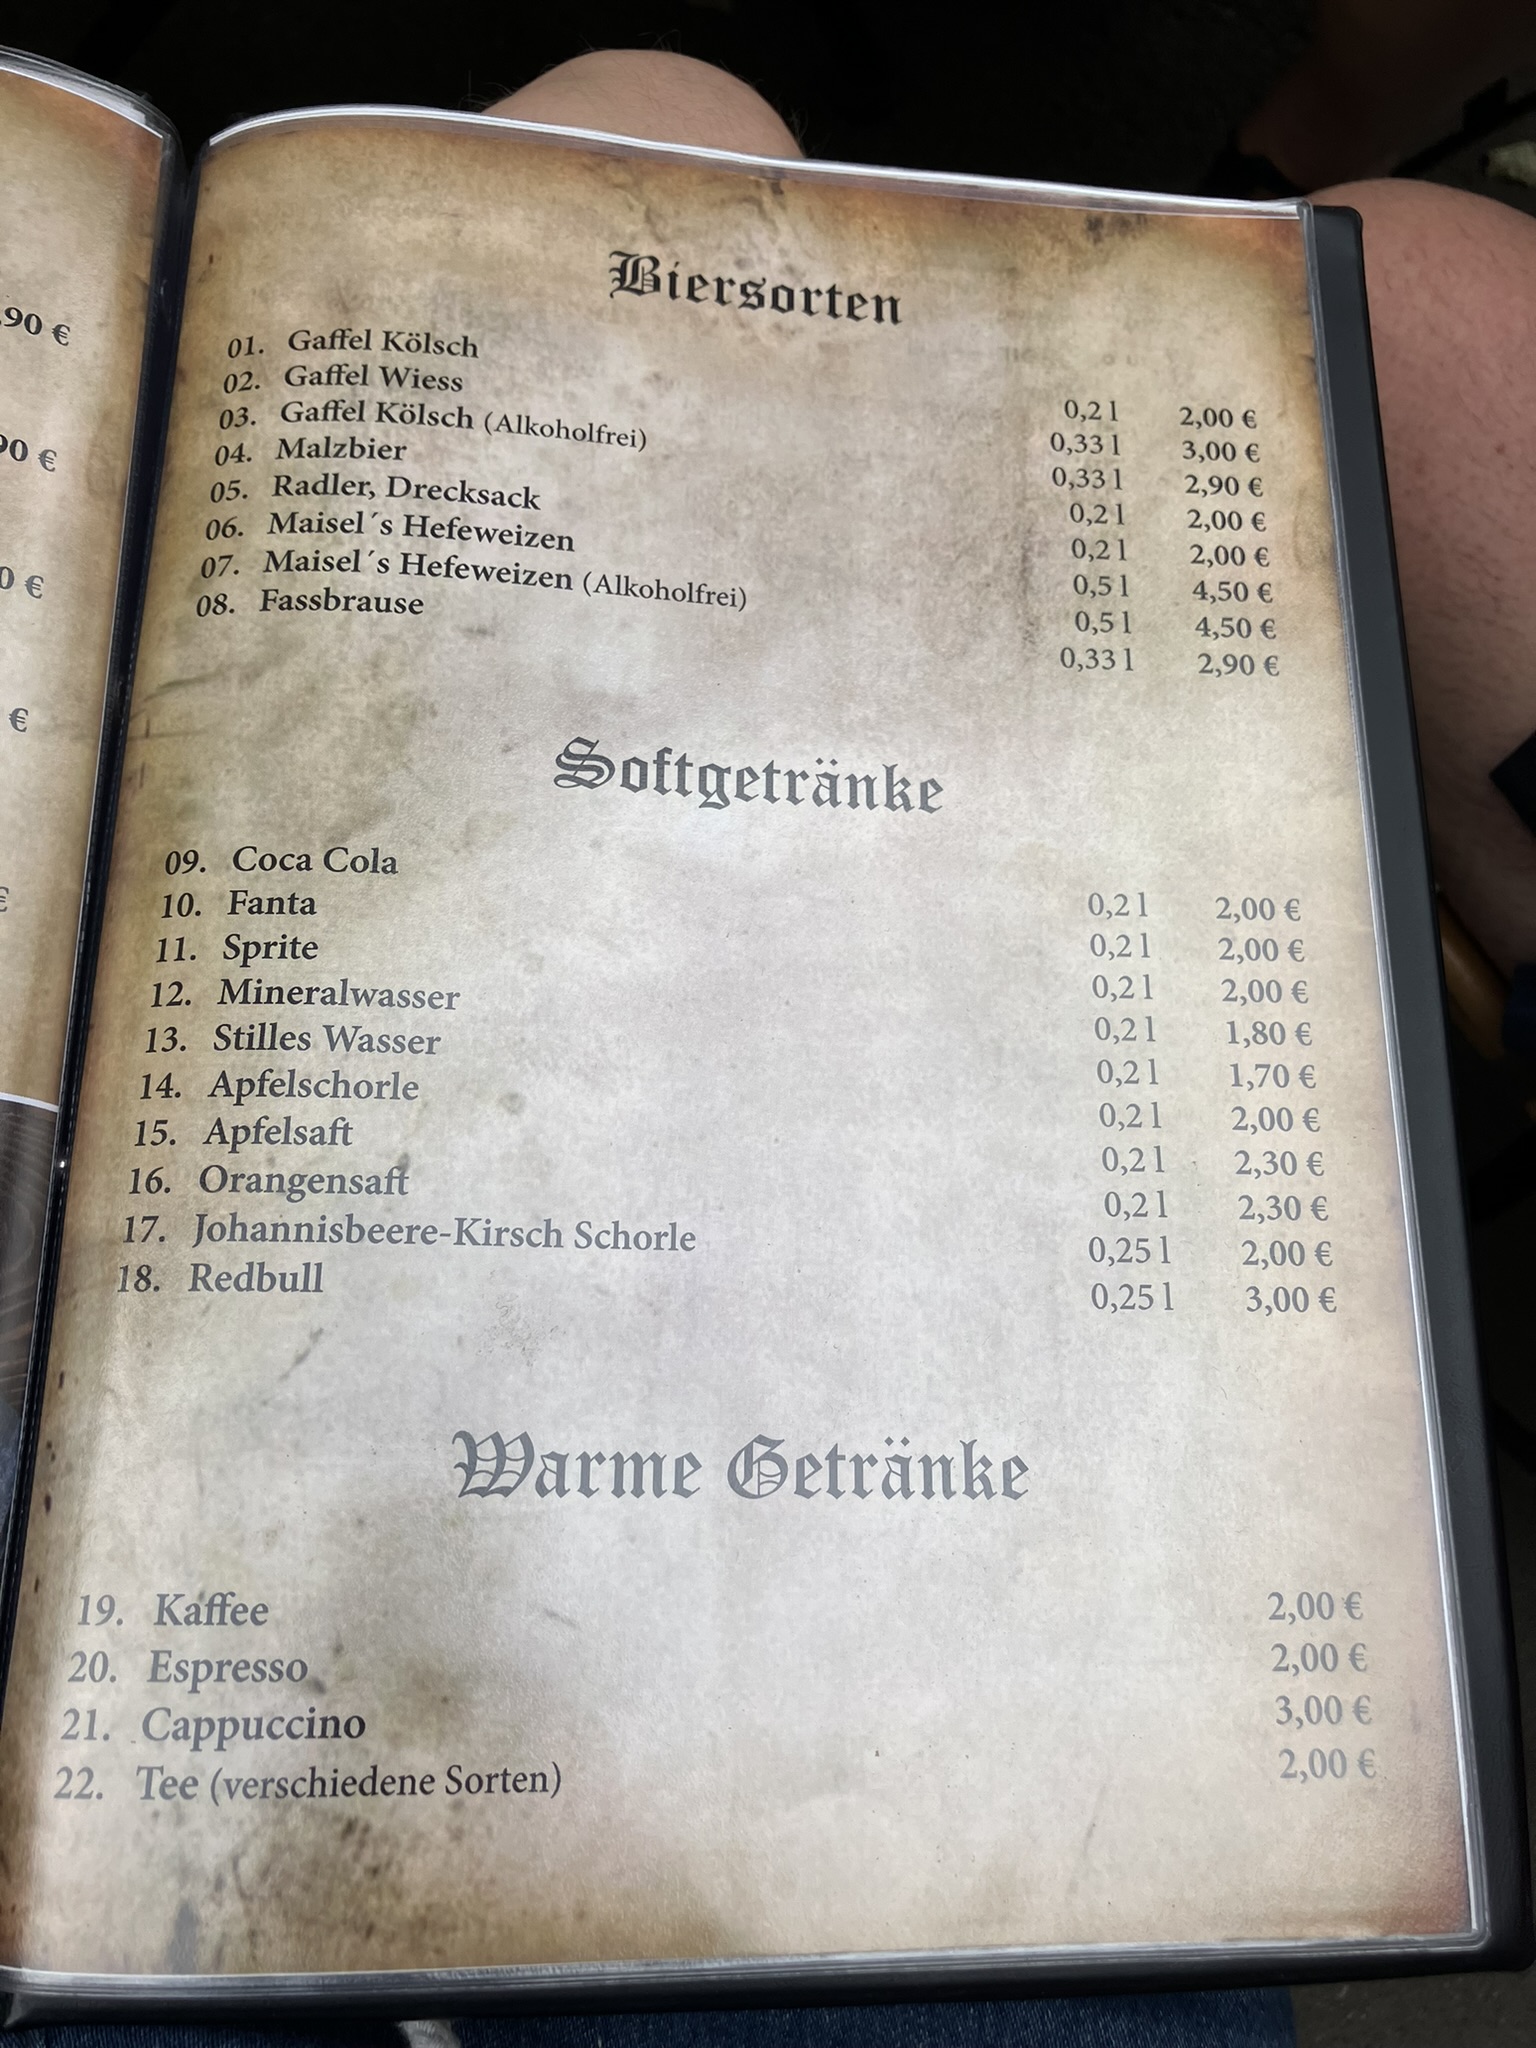 ,90 €
90 €
0 €
€
€
Biersorten
01. Gaffel Kölsch 0,2 l 2,00 €
02. Gaffel Wiess 0,33 l 3,00 €
03. Gaffel Kölsch (Alkoholfrei) 0,33 l 2,90 €
04. Malzbier 0,2 l 2,00 €
05. Radler, Drecksack 0,2 l 2,00 €
06. Maisel´s Hefeweizen 0,5 l 4,50 €
07. Maisel´s Hefeweizen (Alkoholfrei) 0,5 l 4,50 €
08. Fassbrause 0,33 l 2,90 €
Softgetränke
09. Coca Cola 0,2 l 2,00 €
10. Fanta 0,2 l 2,00 €
11. Sprite 0,2 l 2,00 €
12. Mineralwasser 0,2 l 1,80 €
13. Stilles Wasser 0,2 l 1,70 €
14. Apfelschorle 0,2 l 2,00 €
15. Apfelsaft 0,2 l 2,30 €
16. Orangensaft 0,2 l 2,30 €
17. Johannisbeere-Kirsch Schorle 0,25 l 2,00 €
18. Redbull 0,25 l 3,00 €
Warme Getränke
19. Kaffee 2,00 €
20. Espresso 2,00 €
21. Cappuccino 3,00 €
22. Tee (verschiedene Sorten) 2,00 €